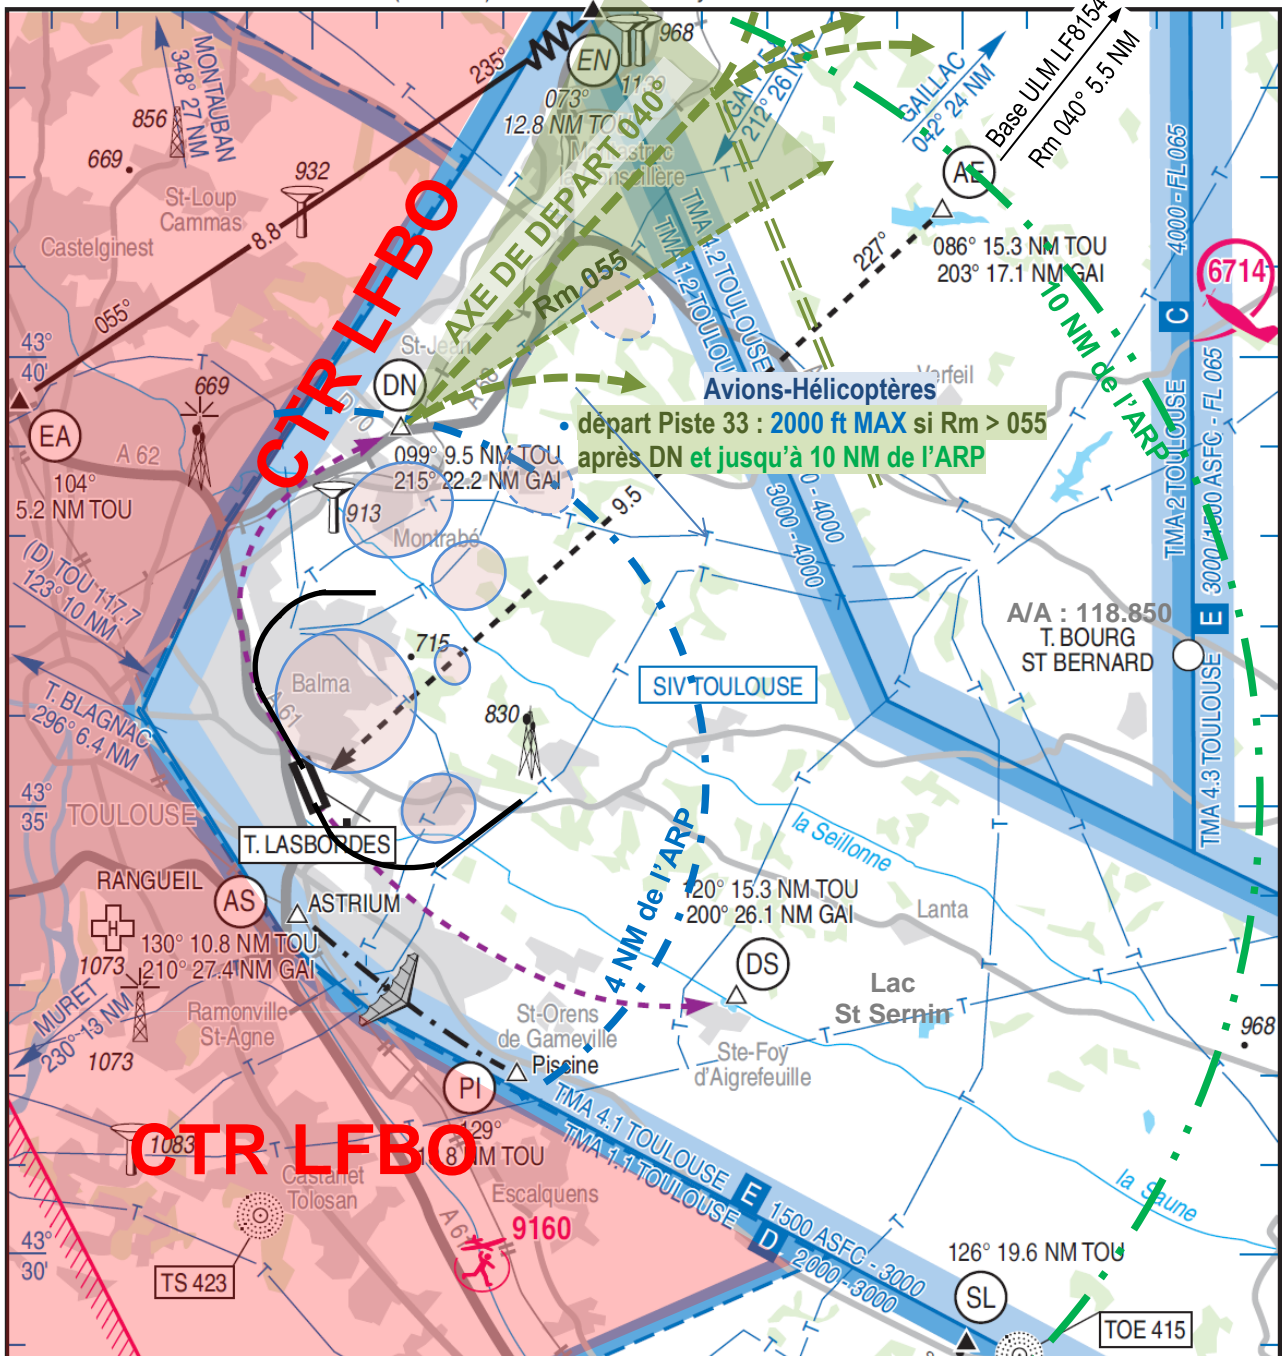 968
EN
1139
073°
12.8 NM TOU
235°
MONTAUBAN
348° 27 NM
856
669
932
St-Loup
Cammas
Castelginest
8.8
055°
43°
40'
EA
104°
5.2 NM TOU
A 62
669
CTR LFBO
AXE DE DEPART 040°
Rm 055
212° 26 NM
GAILLAC
042° 24 NM
Base ULM LF8154
Rm 040° 5.5 NM
AE
086° 15.3 NM TOU
203° 17.1 NM GAI
227°
10 NM de l'ARP
4000 - FL 065
C
6714
TMA 2 TOULOUSE
3000/1500 ASFC - FL 065
E
TMA 4.3 TOULOUSE
TMA 1.2 TOULOUSE
St-Jean
DN
A 68
099° 9.5 NM TOU
215° 22.2 NM GAI
913
Montrabé
Verfeil
Avions-Hélicoptères
• départ Piste 33 : 2000 ft MAX si Rm > 055
après DN et jusqu'à 10 NM de l'ARP
3000 - 4000
9.5
(D) TOU 117.7
123° 10 NM
T. BLAGNAC
296° 6.4 NM
715
Balma
A 61
830
SIV TOULOUSE
A/A : 118.850
T. BOURG
ST BERNARD
43°
35'
TOULOUSE
T. LASBORDES
RANGUEIL
AS
ASTRIUM
130° 10.8 NM TOU
210° 27.4 NM GAI
H
1073
MURET
230° 13 NM
1073
Ramonville
St-Agne
4 NM de l'ARP
la Seillonne
120° 15.3 NM TOU
200° 26.1 NM GAI
DS
Lanta
Lac
St Sernin
968
St-Orens
de Gameville
Piscine
PI
129°
Ste-Foy
d'Aigrefeuille
1083
CTR LFBO
Castanet
Tolosan
Escalquens
9160
A 61
TS 423
43°
30'
TMA 4.1 TOULOUSE
E
1500 ASFC - 3000
TMA 1.1 TOULOUSE
D
2000 - 3000
la Saune
126° 19.6 NM TOU
SL
TOE 415